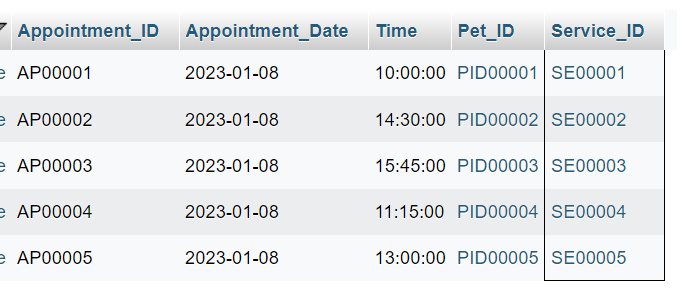 Appointment_ID Appointment_Date Time Pet_ID Service_ID
e AP00001 2023-01-08 10:00:00 PID00001 SE00001
e AP00002 2023-01-08 14:30:00 PID00002 SE00002
e AP00003 2023-01-08 15:45:00 PID00003 SE00003
e AP00004 2023-01-08 11:15:00 PID00004 SE00004
e AP00005 2023-01-08 13:00:00 PID00005 SE00005